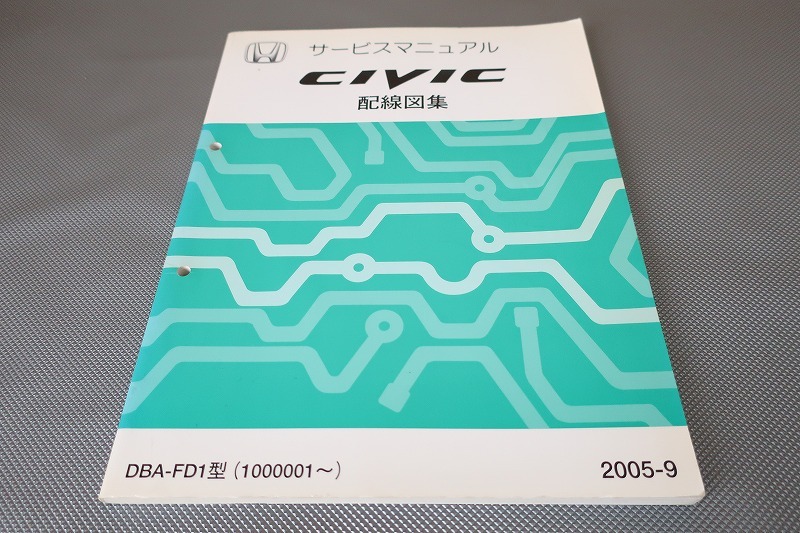 サービスマニュアル
CIVIC
配線図集
DBA-FD1型 (1000001～)
2005-9